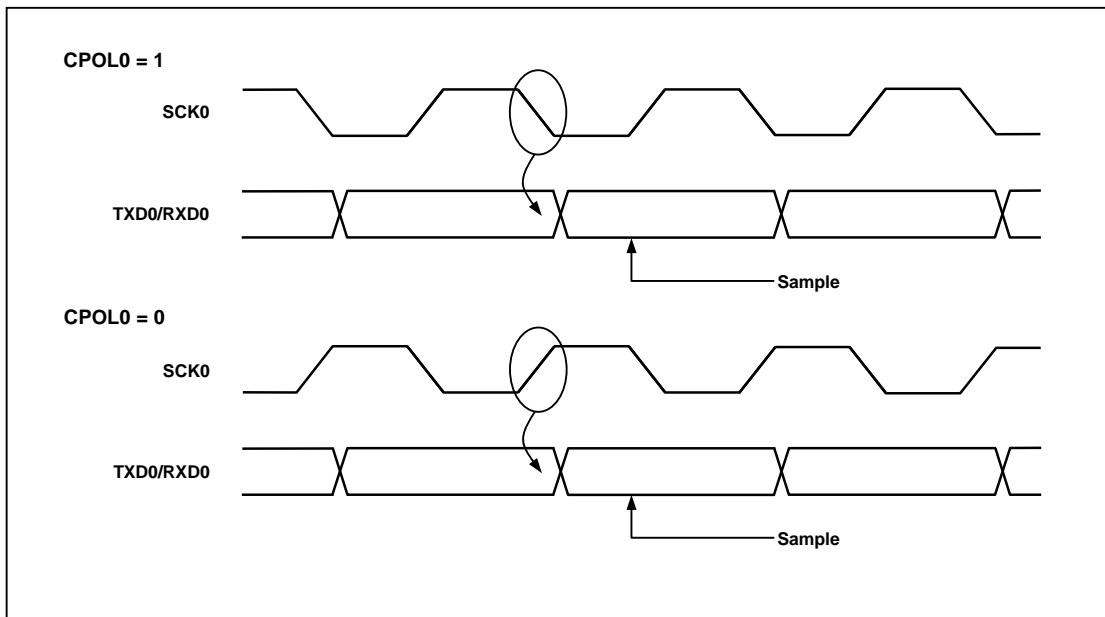 CPOL0 = 1
SCK0
TXD0/RXD0
Sample
CPOL0 = 0
SCK0
TXD0/RXD0
Sample